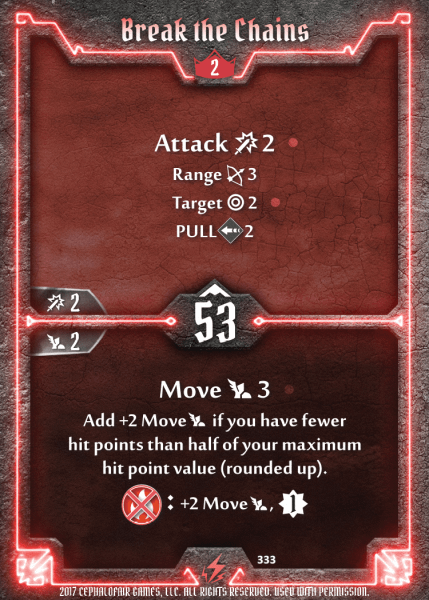 Break the Chains
2
Attack 2
Range 3
Target 2
PULL 2
2
53
2
Move 3
Add +2 Move if you have fewer
hit points than half of your maximum
hit point value (rounded up).
: +2 Move , 1
333
2017 CEPHALOFAIR GAMES, LLC. ALL RIGHTS RESERVED. USED WITH PERMISSION.